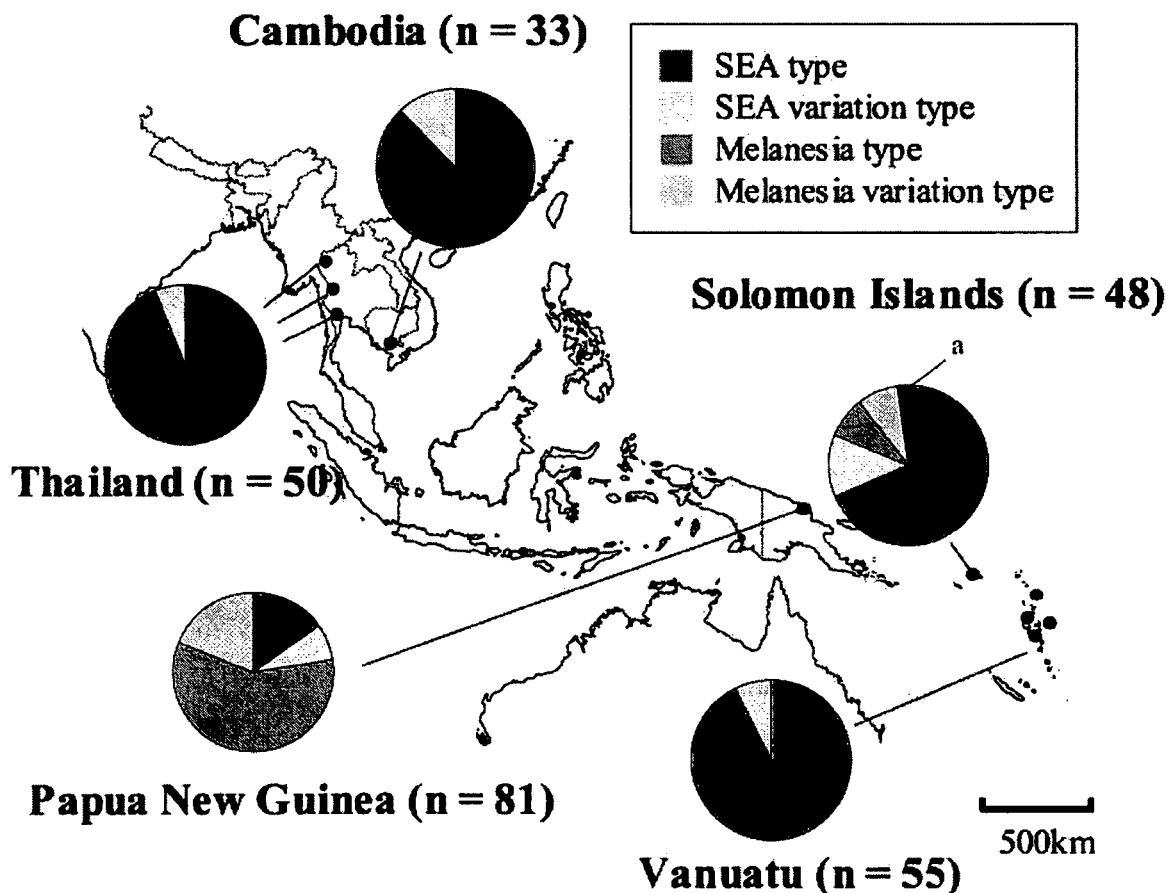 Cambodia (n = 33)
SEA type
SEA variation type
Melanesia type
Melanesia variation type
Solomon Islands (n = 48)
a
Thailand (n = 50)
Papua New Guinea (n = 81)
500km
Vanuatu (n = 55)